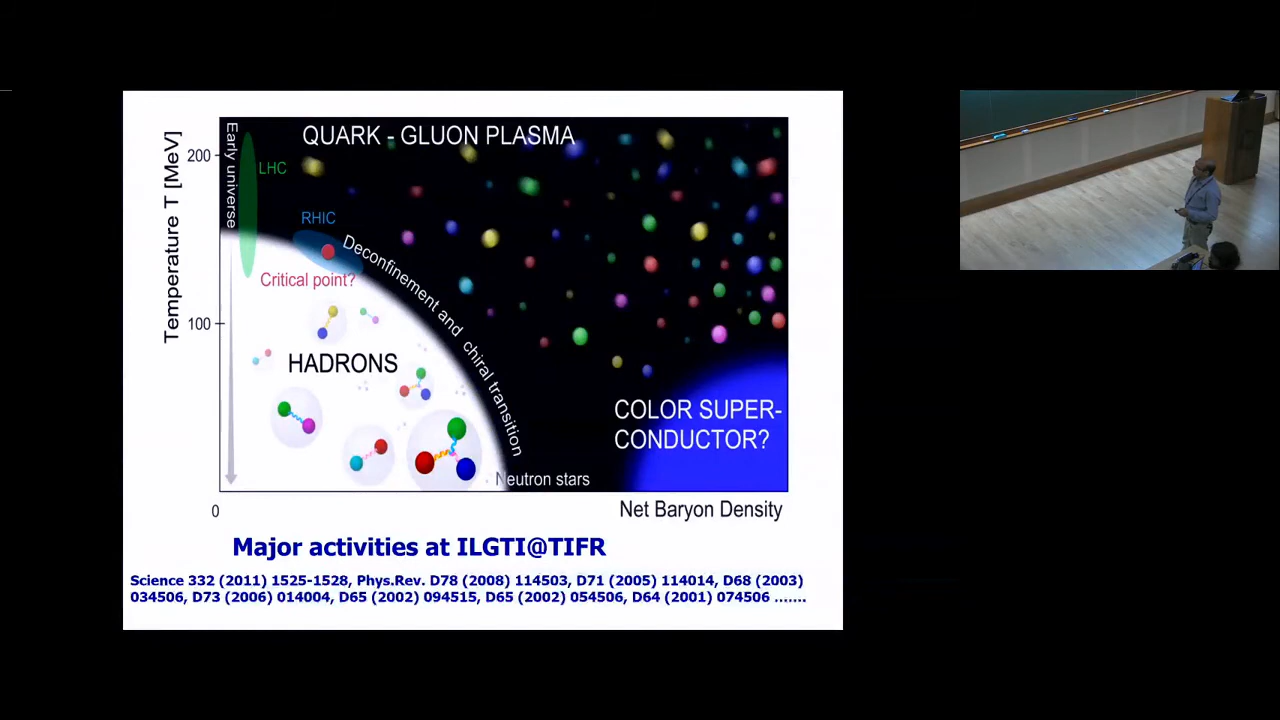 QUARK - GLUON PLASMA
Early universe
LHC
RHIC
Critical point?
Deconfinement and chiral transition
HADRONS
COLOR SUPER-
CONDUCTOR?
Neutron stars
Temperature T [MeV]
200
100
0
Net Baryon Density
Major activities at ILGTI@TIFR
Science 332 (2011) 1525-1528, Phys.Rev. D78 (2008) 114503, D71 (2005) 114014, D68 (2003)
034506, D73 (2006) 014004, D65 (2002) 094515, D65 (2002) 054506, D64 (2001) 074506 .......